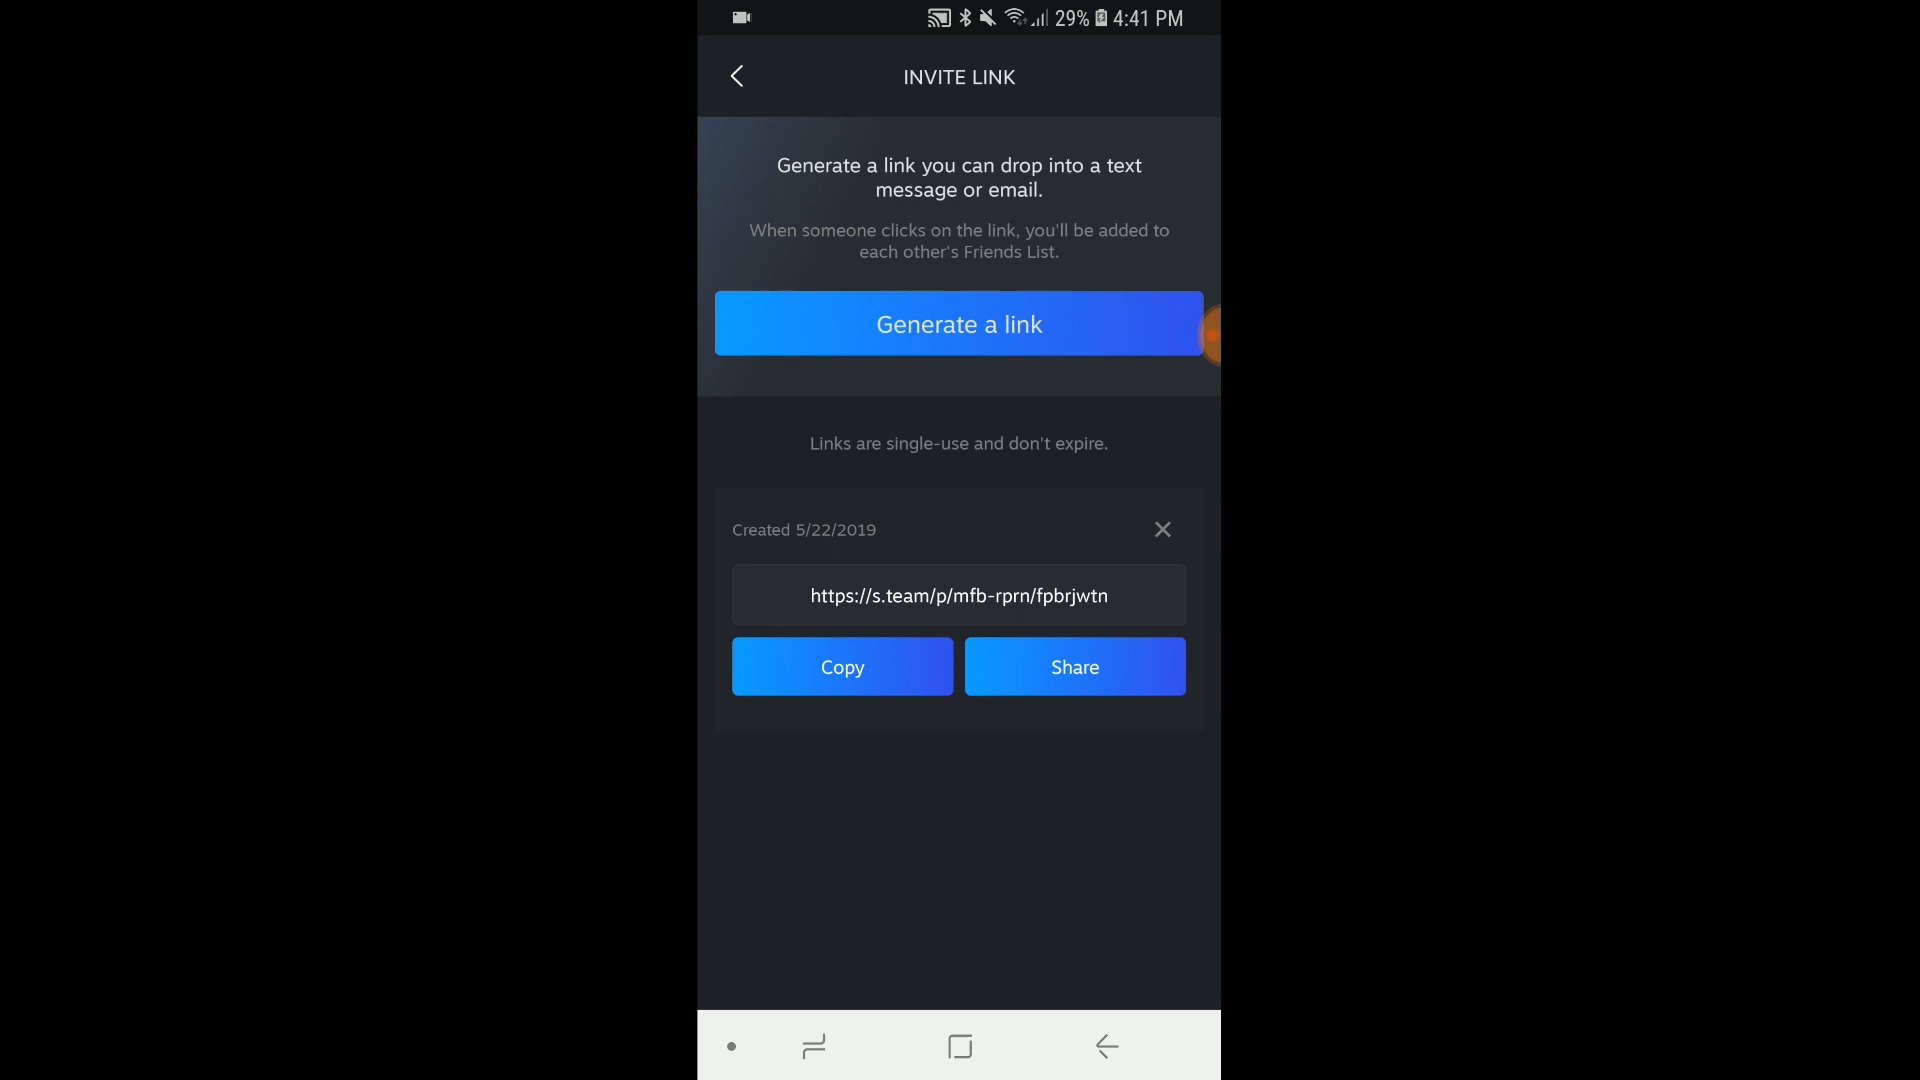 29% 4:41 PM
INVITE LINK
Generate a link you can drop into a text
message or email.
When someone clicks on the link, you'll be added to
each other's Friends List.
Generate a link
Links are single-use and don't expire.
Created 5/22/2019
https://s.team/p/mfb-rprn/fpbrjwtn
Copy Share